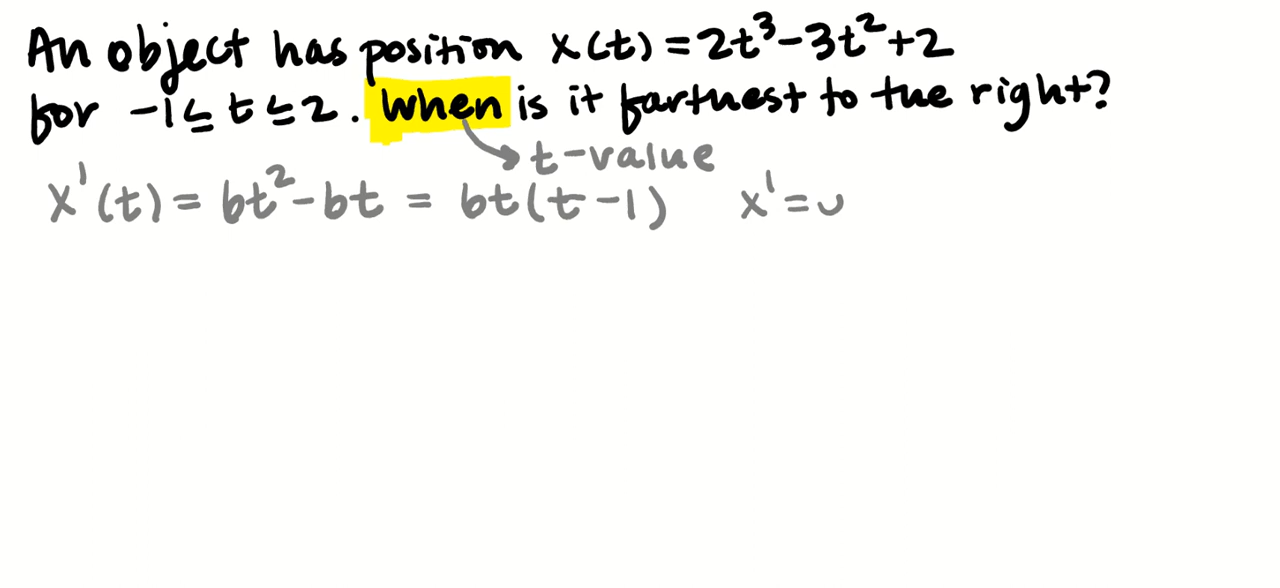 An object has position x(t) = 2t³-3t²+2
for -1 ≤ t ≤ 2. When is it farthest to the right?
t-value
x'(t) = 6t²-6t = 6t(t-1) x'=0